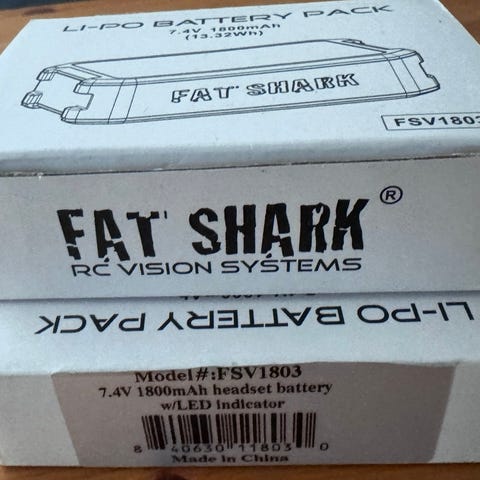 LI-PO BATTERY PACK
7.4V 1800mAh
(13.32Wh)
FAT SHARK
FSV1803
FAT SHARK®
RC VISION SYSTEMS
LI-PO BATTERY PACK
Model#:FSV1803
7.4V 1800mAh headset battery
w/LED indicator
8 40630 11803 0
Made in China